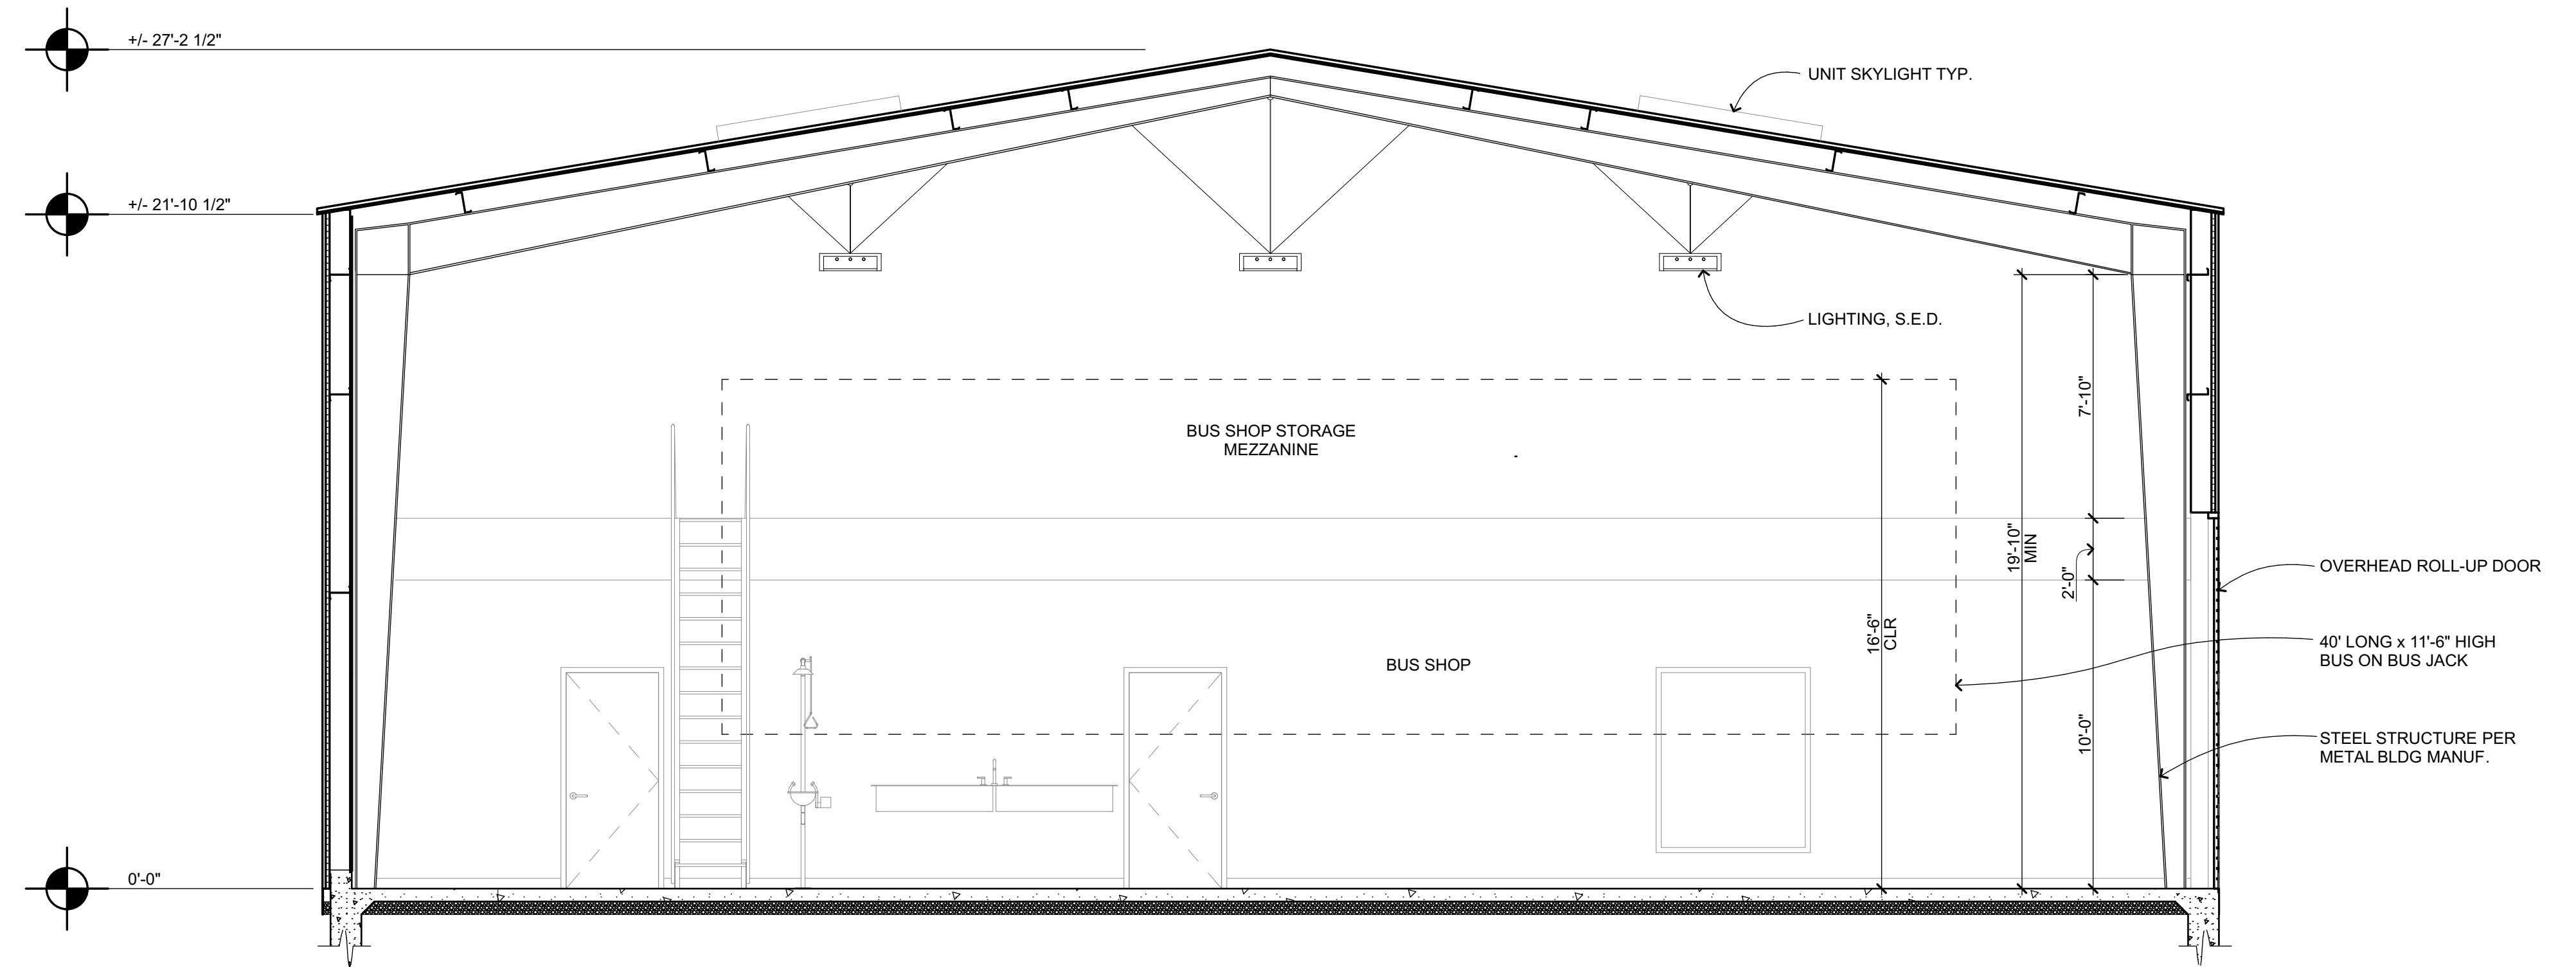 +/- 27'-2 1/2"
UNIT SKYLIGHT TYP.
+/- 21'-10 1/2"
LIGHTING, S.E.D.
7'-10"
BUS SHOP STORAGE
MEZZANINE
19'-10"
MIN
2'-0"
OVERHEAD ROLL-UP DOOR
16'-6"
CLR
40' LONG x 11'-6" HIGH
BUS ON BUS JACK
BUS SHOP
10'-0"
STEEL STRUCTURE PER
METAL BLDG MANUF.
0'-0"